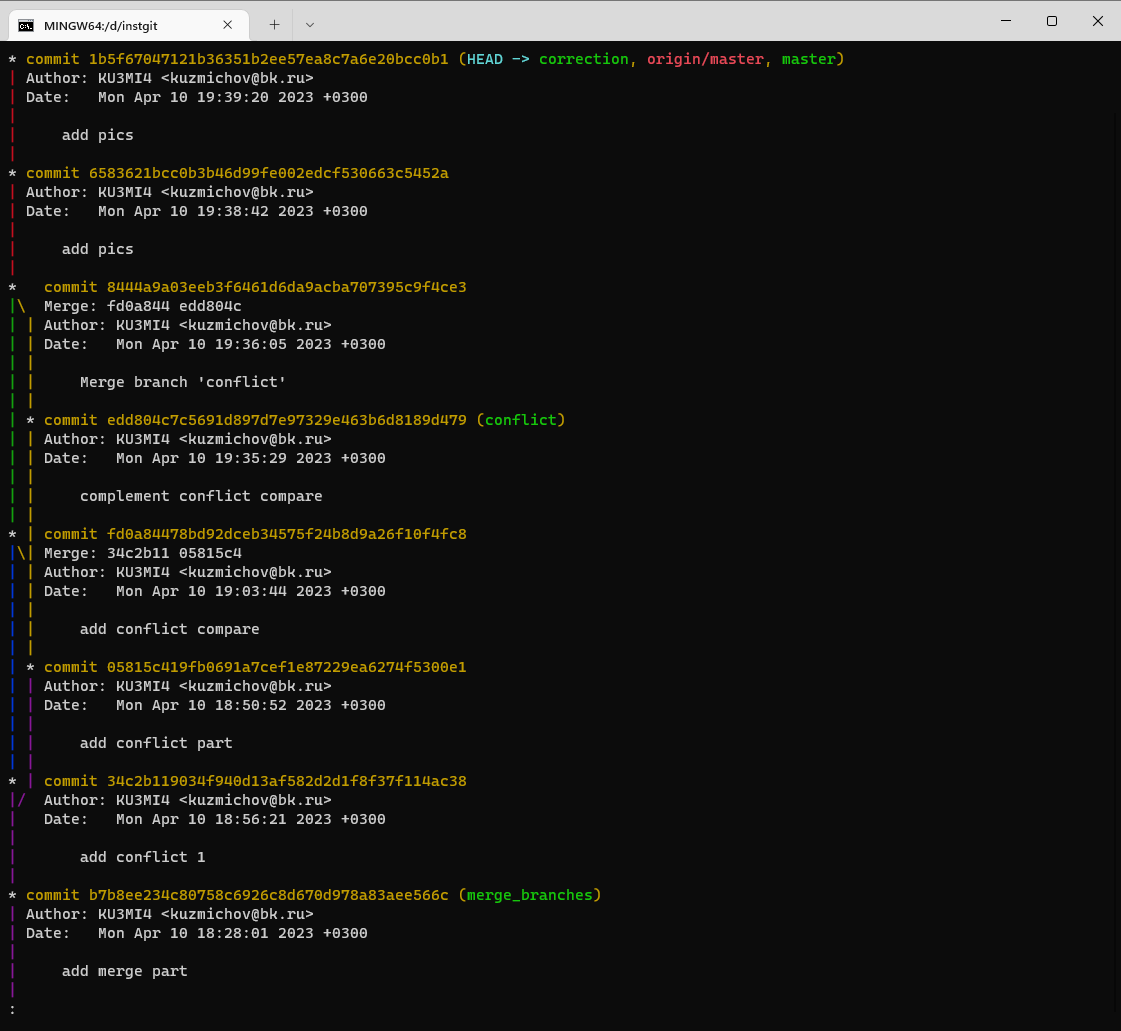 MINGW64:/d/instgit
* commit 1b5f67047121b36351b2ee57ea8c7a6e20bcc0b1 (HEAD -> correction, origin/master, master)
| Author: KU3MI4 <kuzmichov@bk.ru>
| Date:   Mon Apr 10 19:39:20 2023 +0300
|
|     add pics
|
* commit 6583621bcc0b3b46d99fe002edcf530663c5452a
| Author: KU3MI4 <kuzmichov@bk.ru>
| Date:   Mon Apr 10 19:38:42 2023 +0300
|
|     add pics
|
*   commit 8444a9a03eeb3f6461d6da9acba707395c9f4ce3
|\  Merge: fd0a844 edd804c
| | Author: KU3MI4 <kuzmichov@bk.ru>
| | Date:   Mon Apr 10 19:36:05 2023 +0300
| |
| |     Merge branch 'conflict'
| |
| * commit edd804c7c5691d897d7e97329e463b6d8189d479 (conflict)
| | Author: KU3MI4 <kuzmichov@bk.ru>
| | Date:   Mon Apr 10 19:35:29 2023 +0300
| |
| |     complement conflict compare
| |
* | commit fd0a84478bd92dceb34575f24b8d9a26f10f4fc8
|\| Merge: 34c2b11 05815c4
| | Author: KU3MI4 <kuzmichov@bk.ru>
| | Date:   Mon Apr 10 19:03:44 2023 +0300
| |
| |     add conflict compare
| |
| * commit 05815c419fb0691a7cef1e87229ea6274f5300e1
| | Author: KU3MI4 <kuzmichov@bk.ru>
| | Date:   Mon Apr 10 18:50:52 2023 +0300
| |
| |     add conflict part
| |
* | commit 34c2b119034f940d13af582d2d1f8f37f114ac38
|/  Author: KU3MI4 <kuzmichov@bk.ru>
|   Date:   Mon Apr 10 18:56:21 2023 +0300
|
|       add conflict 1
|
* commit b7b8ee234c80758c6926c8d670d978a83aee566c (merge_branches)
| Author: KU3MI4 <kuzmichov@bk.ru>
| Date:   Mon Apr 10 18:28:01 2023 +0300
|
|     add merge part
|
: